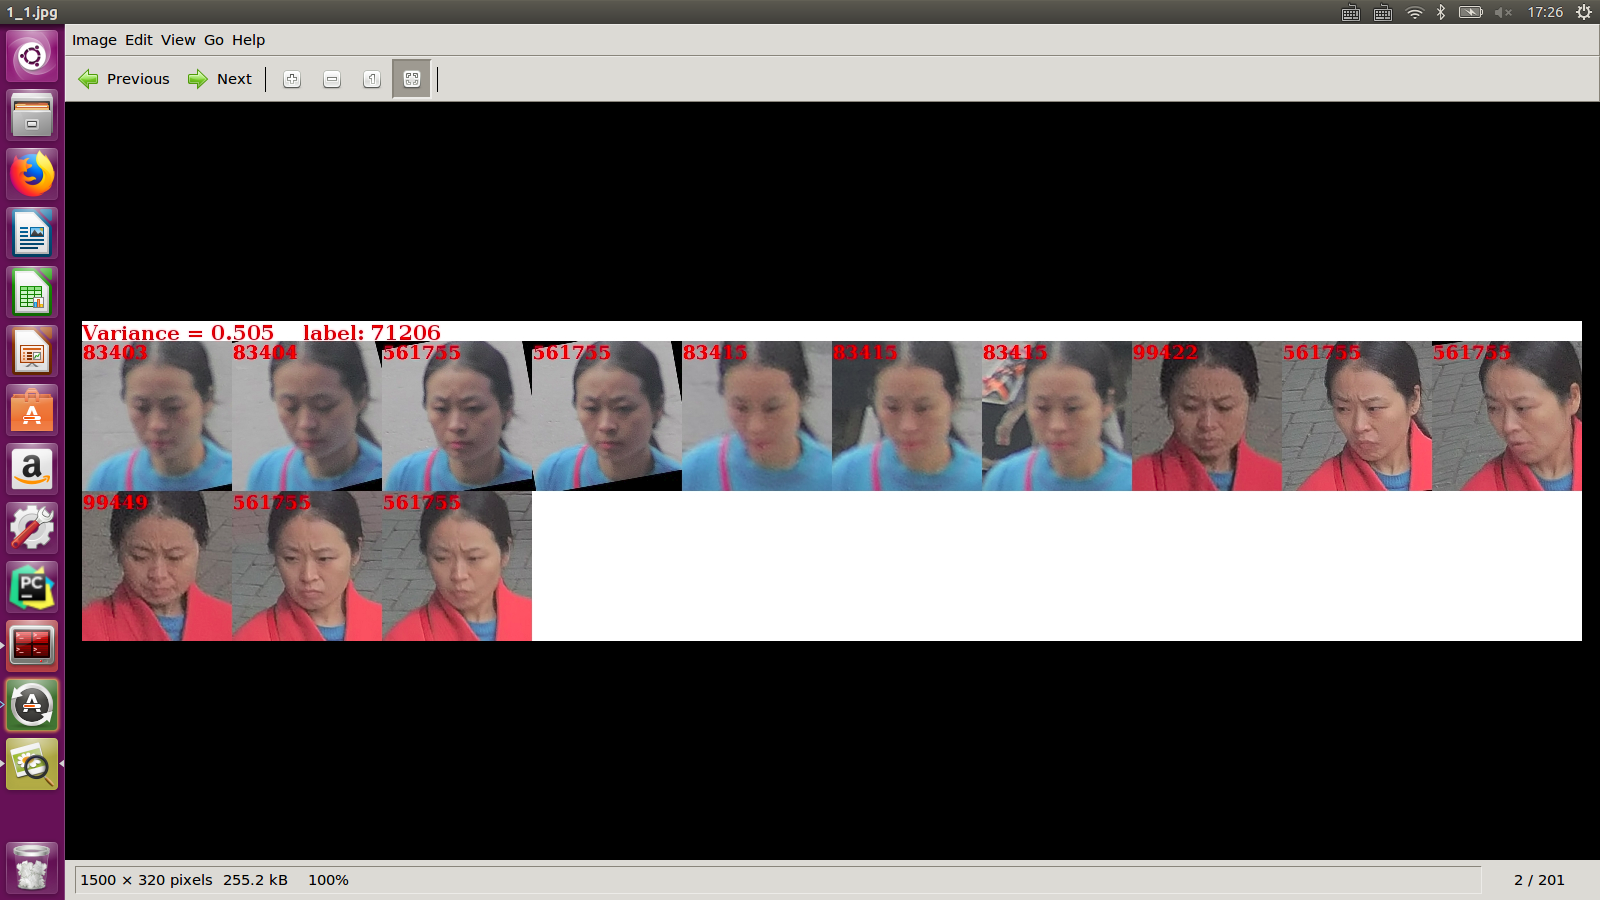 1_1.jpg 17:26
Image Edit View Go Help
Previous Next
Variance = 0.505 label: 71206
83403 83404 561755 561755 83415 83415 83415 99422 561755 561755
99449 561755 561755
PC
1500 × 320 pixels 255.2 kB 100% 2 / 201